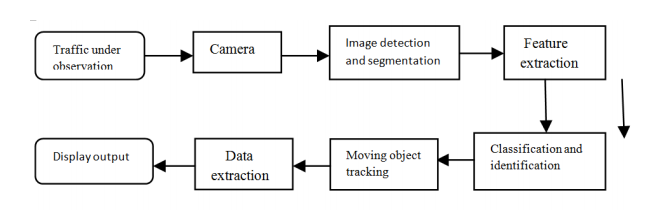 Traffic under
observation
Camera
Image detection
and segmentation
Feature
extraction
Display output
Data
extraction
Moving object
tracking
Classification and
identification